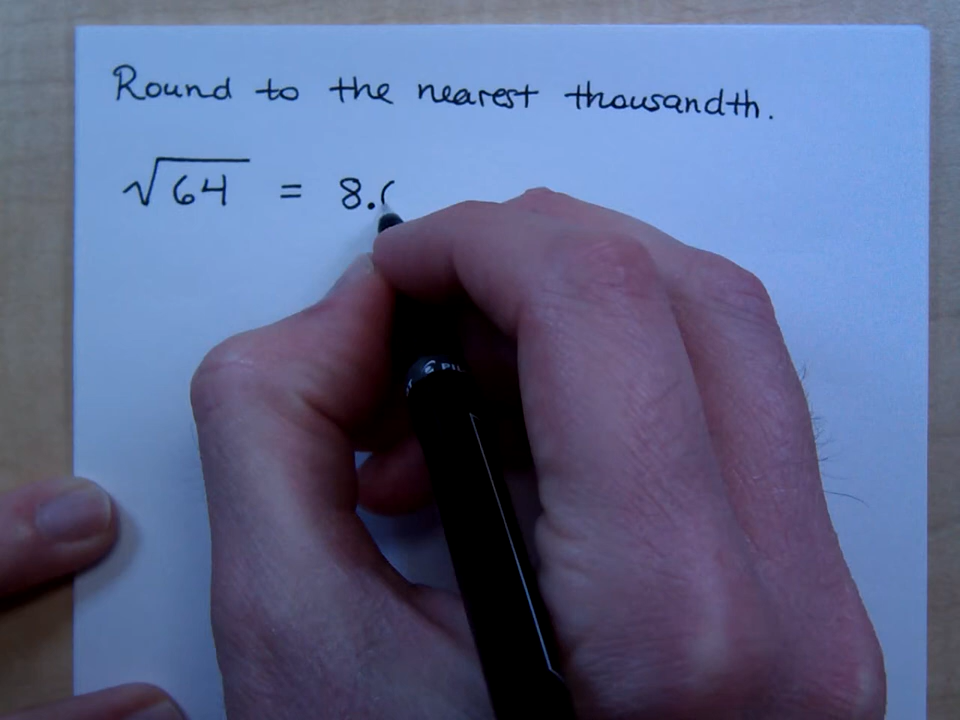 Round to the nearest thousandth.
√64 = 8.